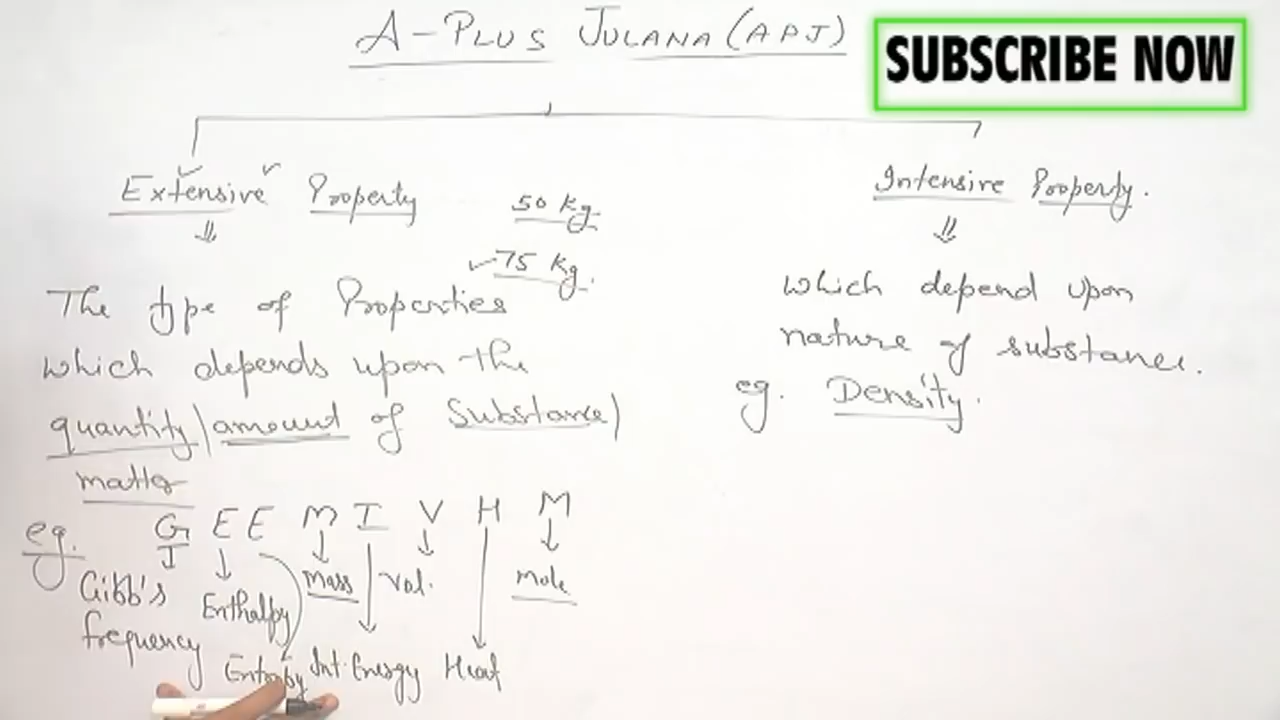 A-PLUS JULANA (APJ)
SUBSCRIBE NOW
Extensive Property
50 Kg
75 Kg.
The type of Properties
which depends upon the
quantity/amount of Substance/
matter
eg. G E E M I V H M
Gibb's
frequency
Enthalpy
Entropy
Mass
Int. Energy
Vol.
Heat
Mole
Intensive Property.
which depend upon
nature of substance.
eg. Density.